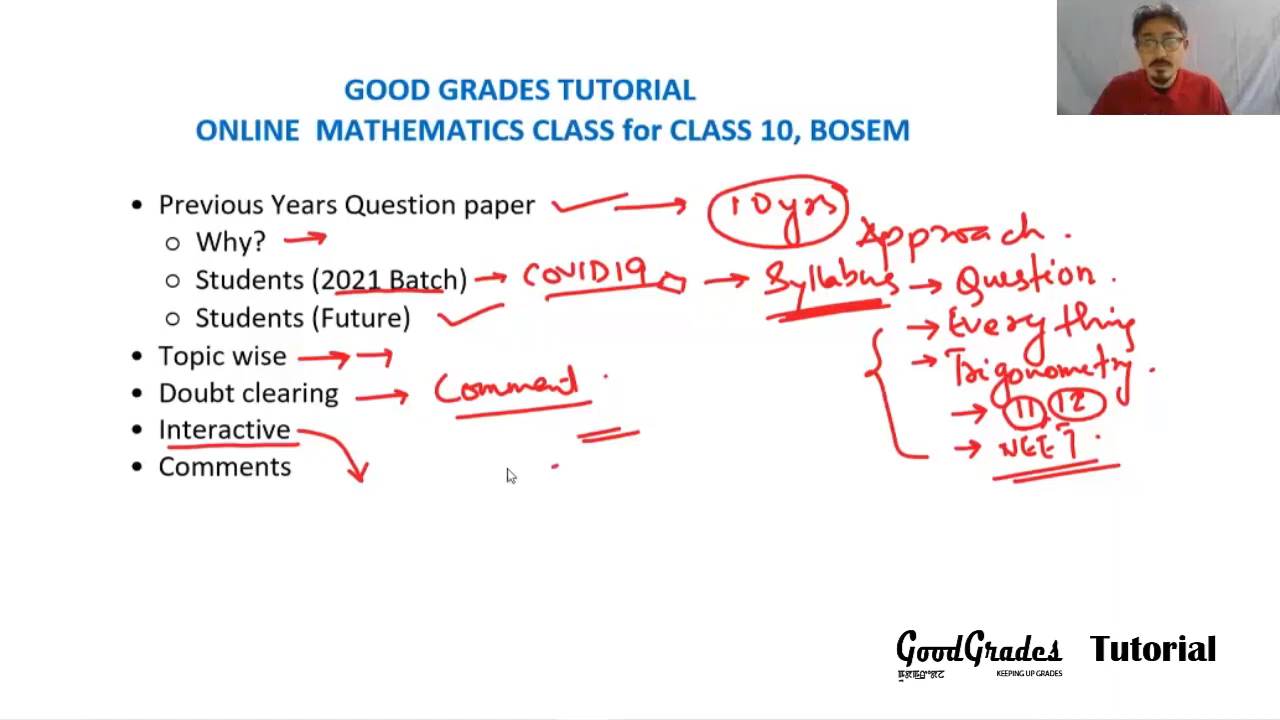 GOOD GRADES TUTORIAL
ONLINE MATHEMATICS CLASS for CLASS 10, BOSEM
• Previous Years Question paper → 10 yrs
Approach.
○ Why? →
○ Students (2021 Batch) → COVID19 → Syllabus → Question.
○ Students (Future)
→ Everything
• Topic wise → →
→ Trigonometry.
• Doubt clearing → Comment.
→ 11, 12
• Interactive
→ NEET.
• Comments
GoodGrades Tutorial
KEEPING UP GRADES